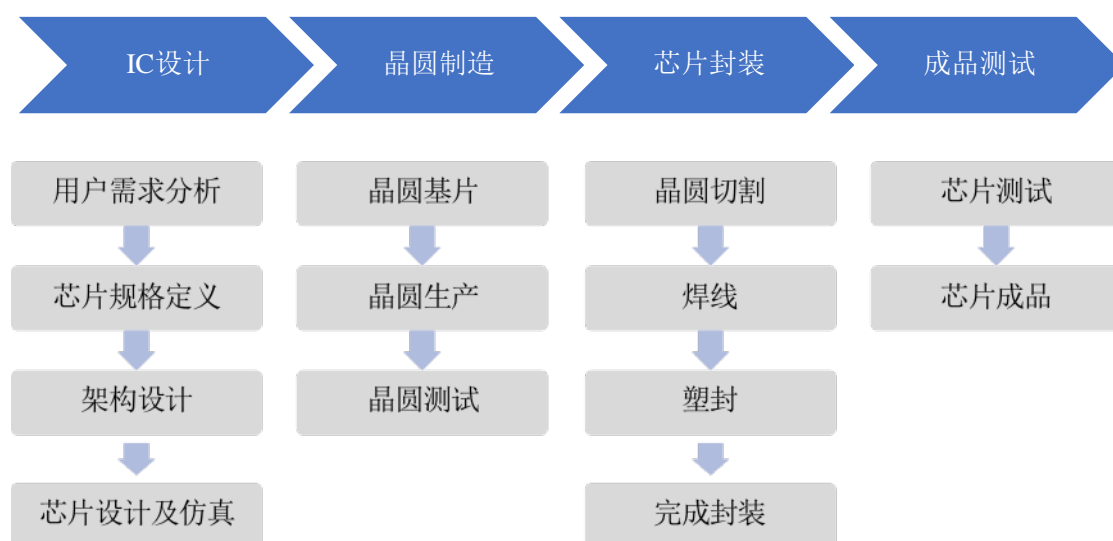 IC设计
晶圆制造
芯片封装
成品测试
用户需求分析
晶圆基片
晶圆切割
芯片测试
芯片规格定义
晶圆生产
焊线
芯片成品
架构设计
晶圆测试
塑封
芯片设计及仿真
完成封装